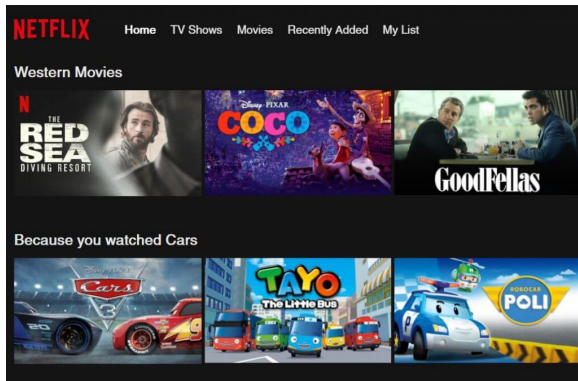 NETFLIX Home TV Shows Movies Recently Added My List
Western Movies
N
THE
RED
SEA
DIVING RESORT
Disney PIXAR
COCO
GoodFellas
Because you watched Cars
Disney PIXAR
Cars
3
20
TAYO
The Little Bus
ROBOCAR
POLI